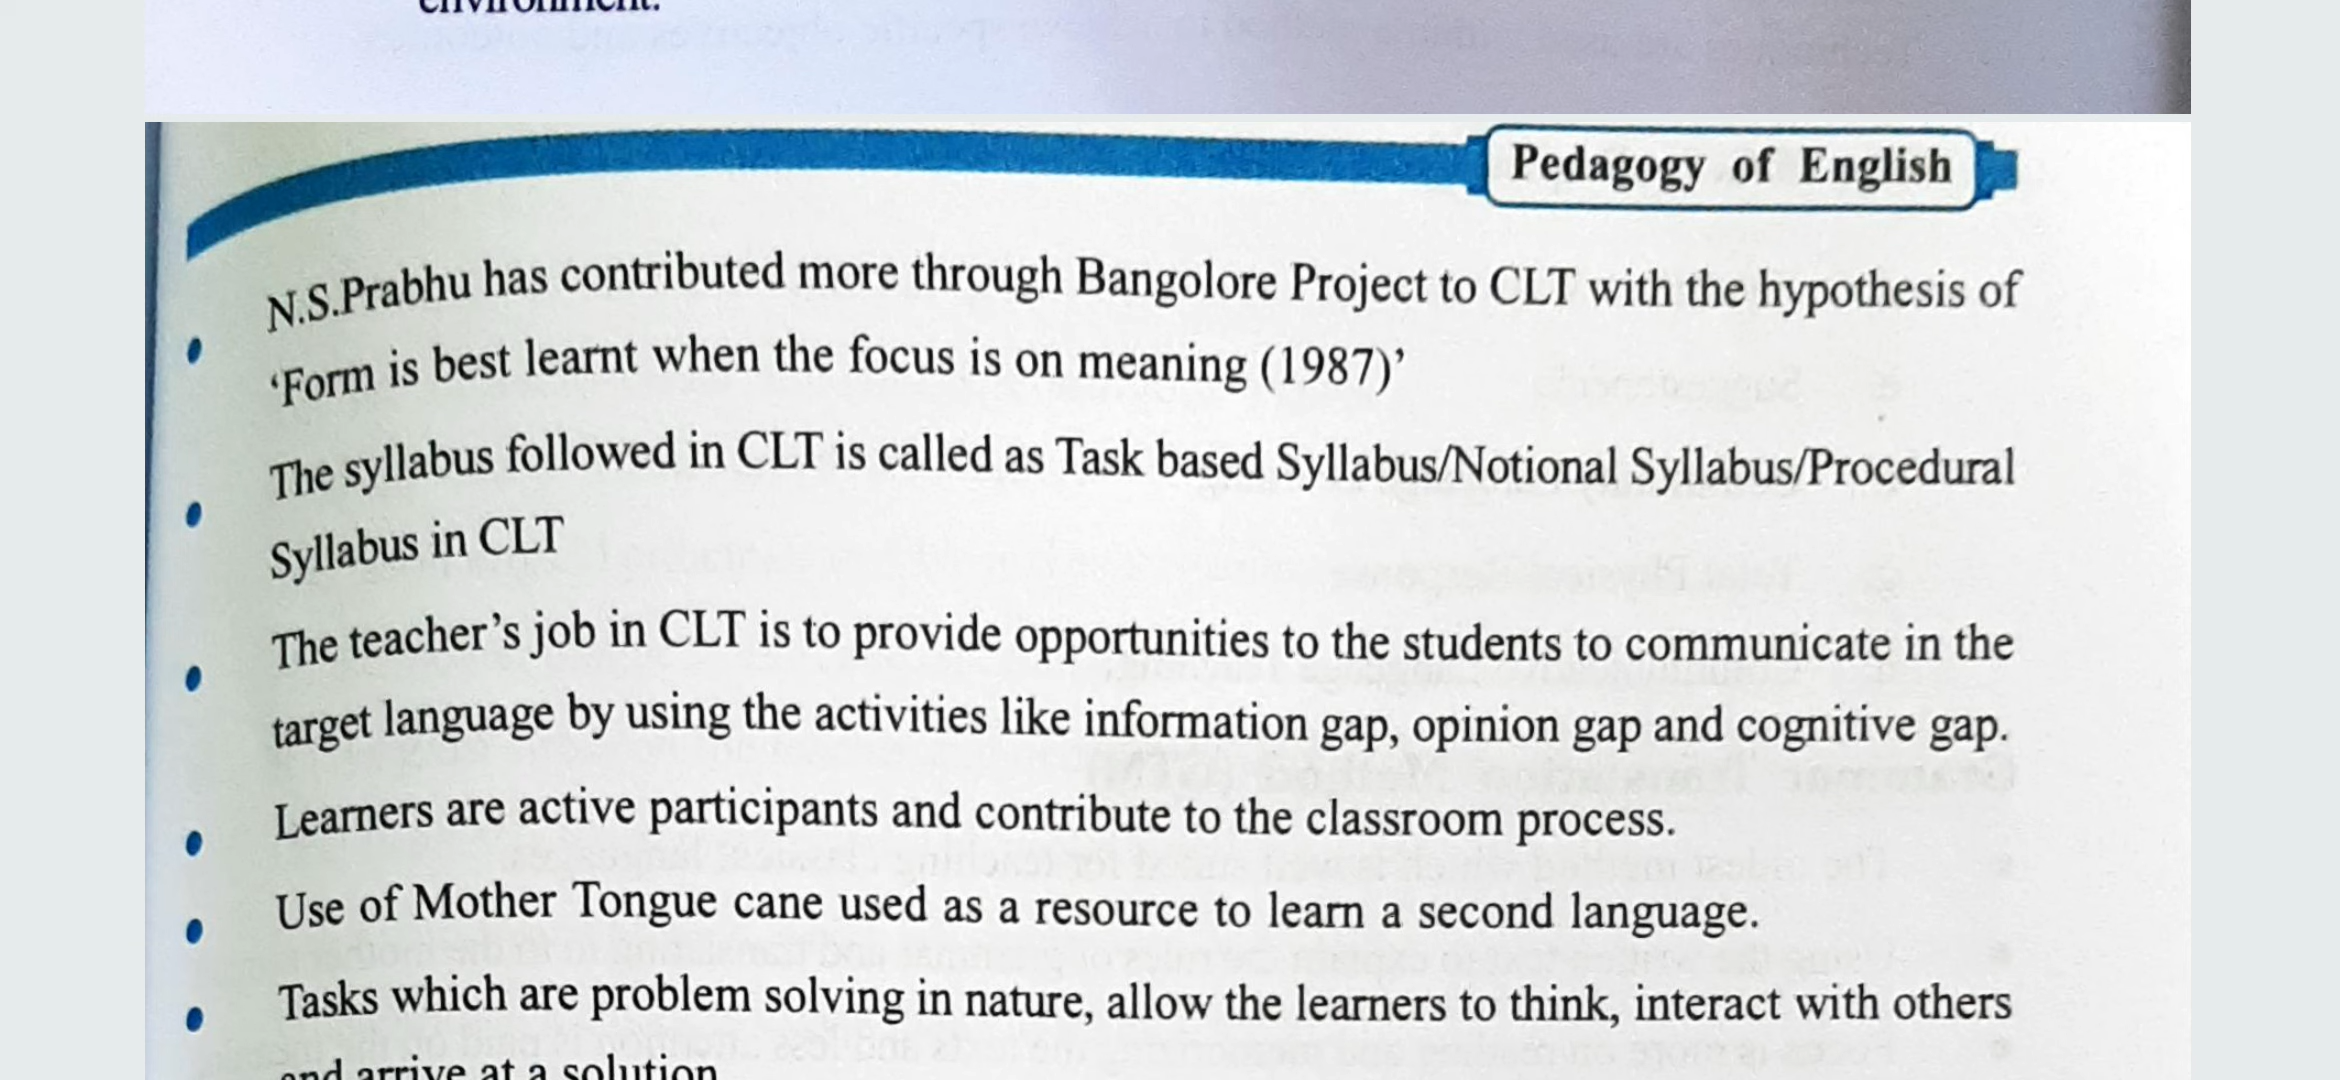 environment.
Pedagogy of English
• N.S.Prabhu has contributed more through Bangolore Project to CLT with the hypothesis of
‘Form is best learnt when the focus is on meaning (1987)’
• The syllabus followed in CLT is called as Task based Syllabus/Notional Syllabus/Procedural
Syllabus in CLT
• The teacher’s job in CLT is to provide opportunities to the students to communicate in the
target language by using the activities like information gap, opinion gap and cognitive gap.
• Learners are active participants and contribute to the classroom process.
• Use of Mother Tongue cane used as a resource to learn a second language.
• Tasks which are problem solving in nature, allow the learners to think, interact with others
and arrive at a solution